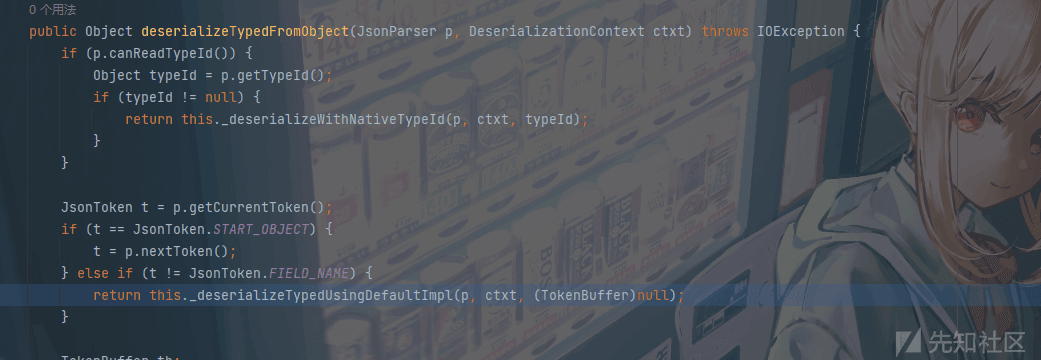 0 个用法
public Object deserializeTypedFromObject(JsonParser p, DeserializationContext ctxt) throws IOException {
    if (p.canReadTypeId()) {
        Object typeId = p.getTypeId();
        if (typeId != null) {
            return this._deserializeWithNativeTypeId(p, ctxt, typeId);
        }
    }

    JsonToken t = p.getCurrentToken();
    if (t == JsonToken.START_OBJECT) {
        t = p.nextToken();
    } else if (t != JsonToken.FIELD_NAME) {
        return this._deserializeTypedUsingDefaultImpl(p, ctxt, (TokenBuffer)null);
    }

    TokenBuffer tb;
先知社区